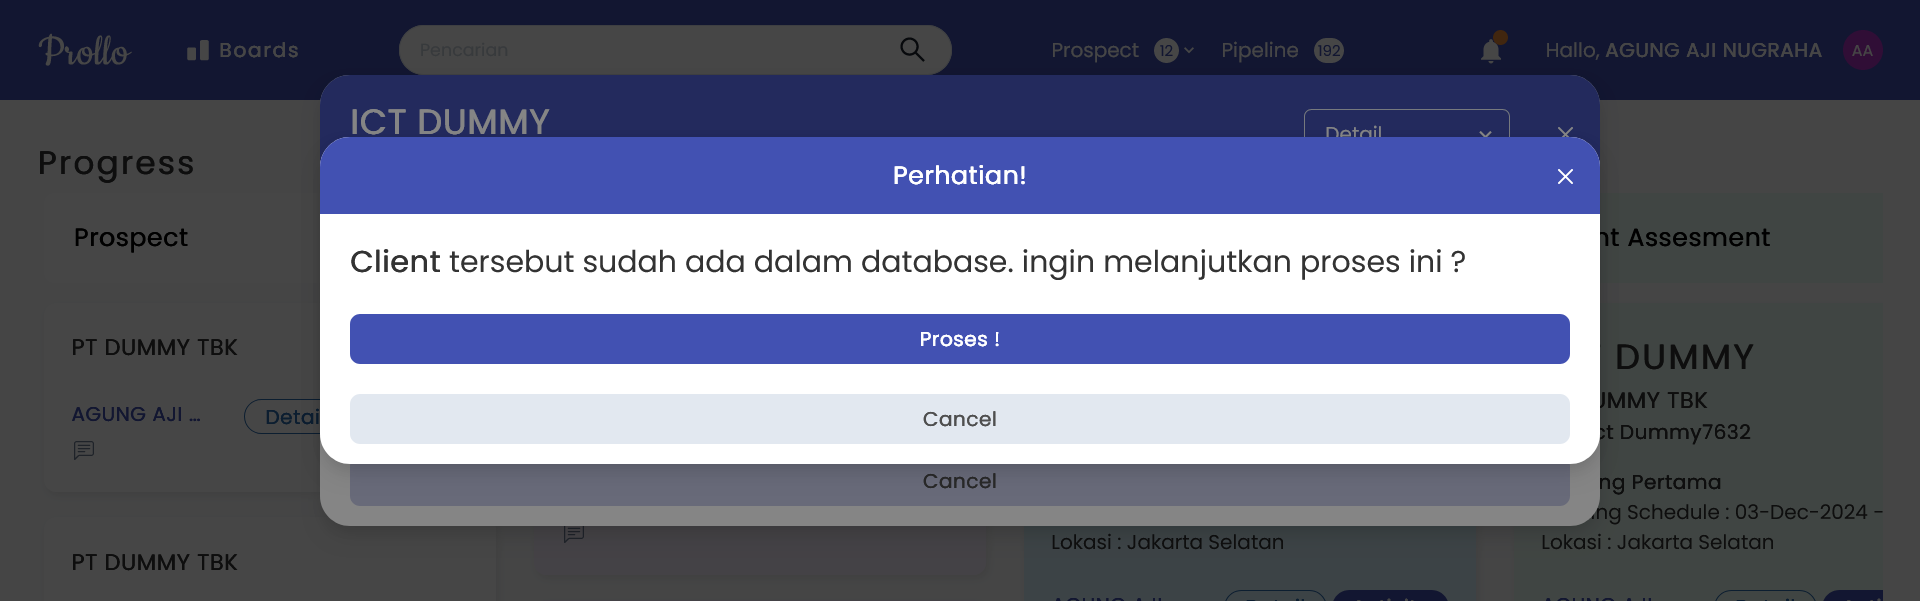 Prollo
Boards
Pencarian
Prospect 12
Pipeline 192
Hallo, AGUNG AJI NUGRAHA
AA
ICT DUMMY
Detail
Progress
Perhatian!
Client tersebut sudah ada dalam database. ingin melanjutkan proses ini ?
Proses !
Cancel
Cancel
Prospect
nt Assesment
PT DUMMY TBK
AGUNG AJI ...
Detai
PT DUMMY TBK
Lokasi : Jakarta Selatan
DUMMY
UMMY TBK
ct Dummy7632
ng Pertama
ng Schedule : 03-Dec-2024 -
Lokasi : Jakarta Selatan